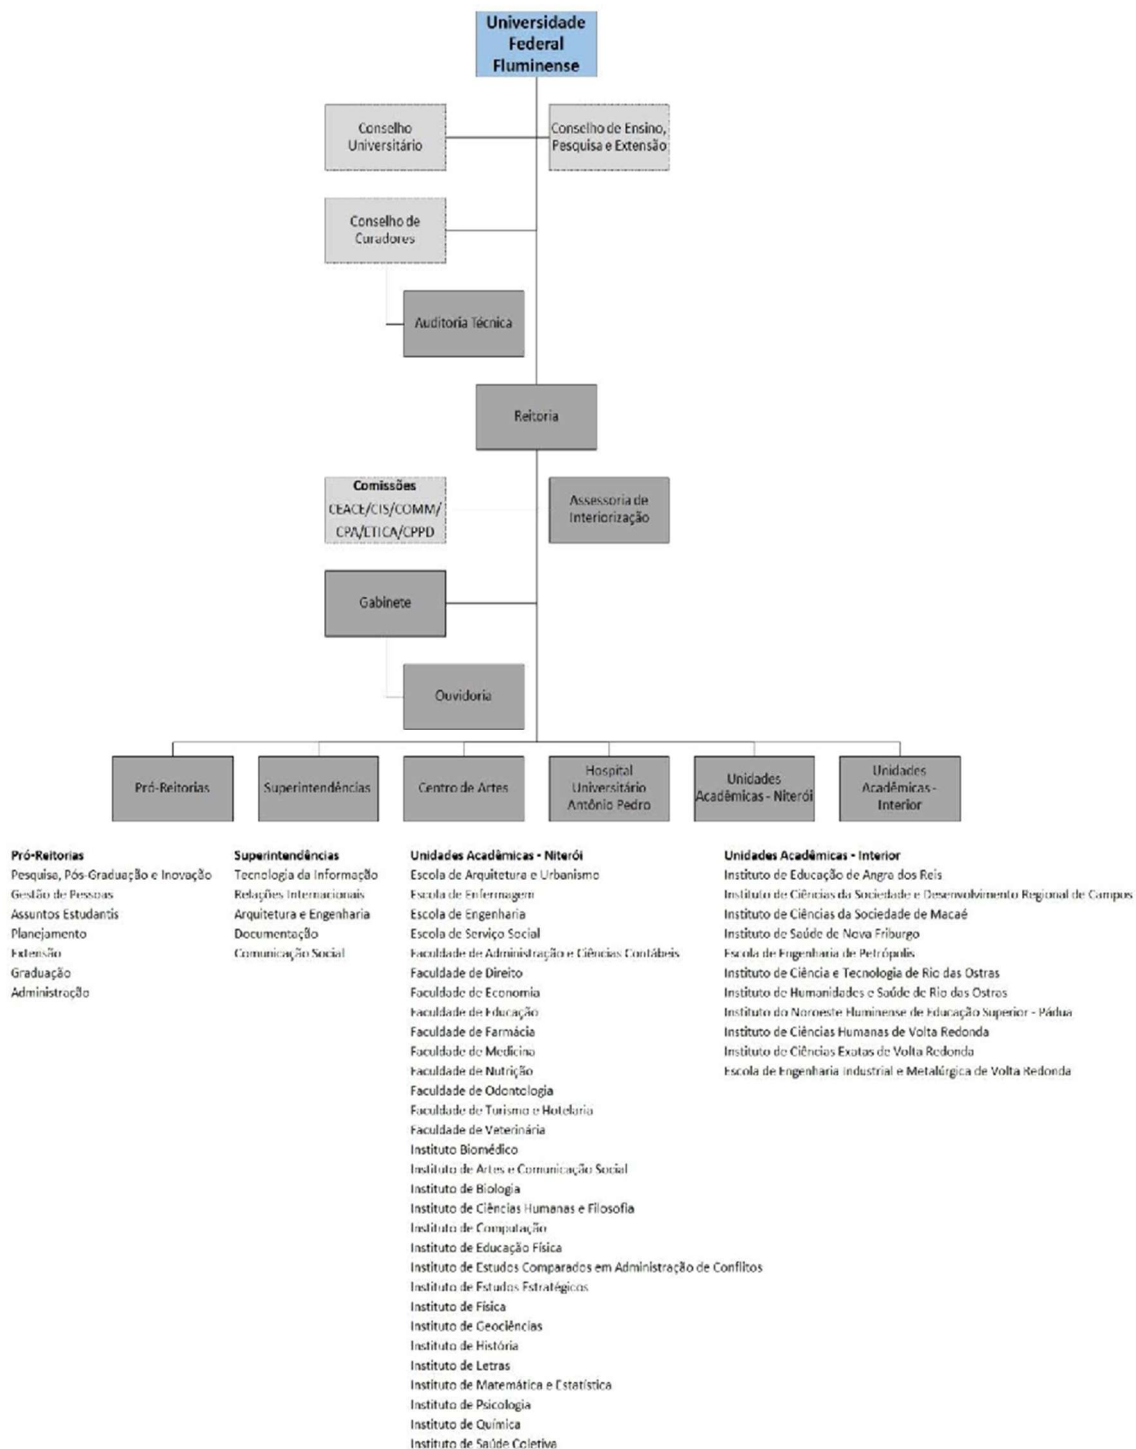 Universidade
Federal
Fluminense
Conselho
Universitário
Conselho de Ensino,
Pesquisa e Extensão
Conselho de
Curadores
Auditoria Técnica
Reitoria
Comissões
CEACE/CIS/COMM/
CPA/ETICA/CPPD
Assessoria de
Interiorização
Gabinete
Ouvidoria
Pró-Reitorias
Superintendências
Centro de Artes
Hospital
Universitário
Antônio Pedro
Unidades
Acadêmicas - Niterói
Unidades
Acadêmicas -
Interior
Pró-Reitorias
Pesquisa, Pós-Graduação e Inovação
Gestão de Pessoas
Assuntos Estudantis
Planejamento
Extensão
Graduação
Administração
Superintendências
Tecnologia da Informação
Relações Internacionais
Arquitetura e Engenharia
Documentação
Comunicação Social
Unidades Acadêmicas - Niterói
Escola de Arquitetura e Urbanismo
Escola de Enfermagem
Escola de Engenharia
Escola de Serviço Social
Faculdade de Administração e Ciências Contábeis
Faculdade de Direito
Faculdade de Economia
Faculdade de Educação
Faculdade de Farmácia
Faculdade de Medicina
Faculdade de Nutrição
Faculdade de Odontologia
Faculdade de Turismo e Hotelaria
Faculdade de Veterinária
Instituto Biomédico
Instituto de Artes e Comunicação Social
Instituto de Biologia
Instituto de Ciências Humanas e Filosofia
Instituto de Computação
Instituto de Educação Física
Instituto de Estudos Comparados em Administração de Conflitos
Instituto de Estudos Estratégicos
Instituto de Física
Instituto de Geociências
Instituto de História
Instituto de Letras
Instituto de Matemática e Estatística
Instituto de Psicologia
Instituto de Química
Instituto de Saúde Coletiva
Unidades Acadêmicas - Interior
Instituto de Educação de Angra dos Reis
Instituto de Ciências da Sociedade e Desenvolvimento Regional de Campos
Instituto de Ciências da Sociedade de Macaé
Instituto de Saúde de Nova Friburgo
Escola de Engenharia de Petrópolis
Instituto de Ciência e Tecnologia de Rio das Ostras
Instituto de Humanidades e Saúde de Rio das Ostras
Instituto do Noroeste Fluminense de Educação Superior - Pádua
Instituto de Ciências Humanas de Volta Redonda
Instituto de Ciências Exatas de Volta Redonda
Escola de Engenharia Industrial e Metalúrgica de Volta Redonda